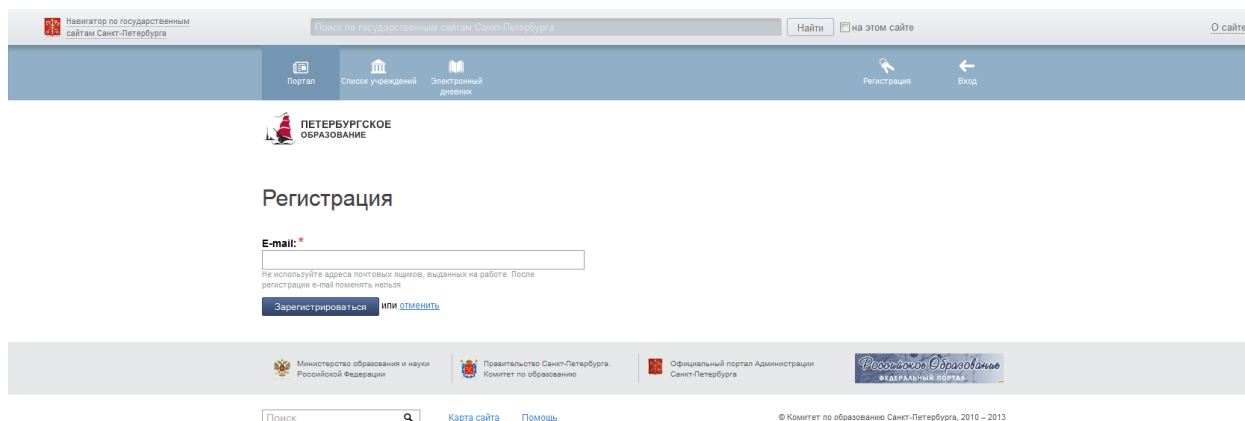 Навигатор по государственным
сайтам Санкт-Петербурга
Поиск по государственным сайтам Санкт-Петербурга
Найти
на этом сайте
О сайте
Портал
Список учреждений
Электронный
дневник
Регистрация
Вход
ПЕТЕРБУРГСКОЕ
ОБРАЗОВАНИЕ
Регистрация
E-mail: *
Не используйте адреса почтовых ящиков, выданных на работе. После
регистрации e-mail поменять нельзя
Зарегистрироваться или отменить
Министерство образования и науки
Российской Федерации
Правительство Санкт-Петербурга.
Комитет по образованию
Официальный портал Администрации
Санкт-Петербурга
Российское Образование
ФЕДЕРАЛЬНЫЙ ПОРТАЛ
Поиск
Карта сайта
Помощь
© Комитет по образованию Санкт-Петербурга, 2010 – 2013